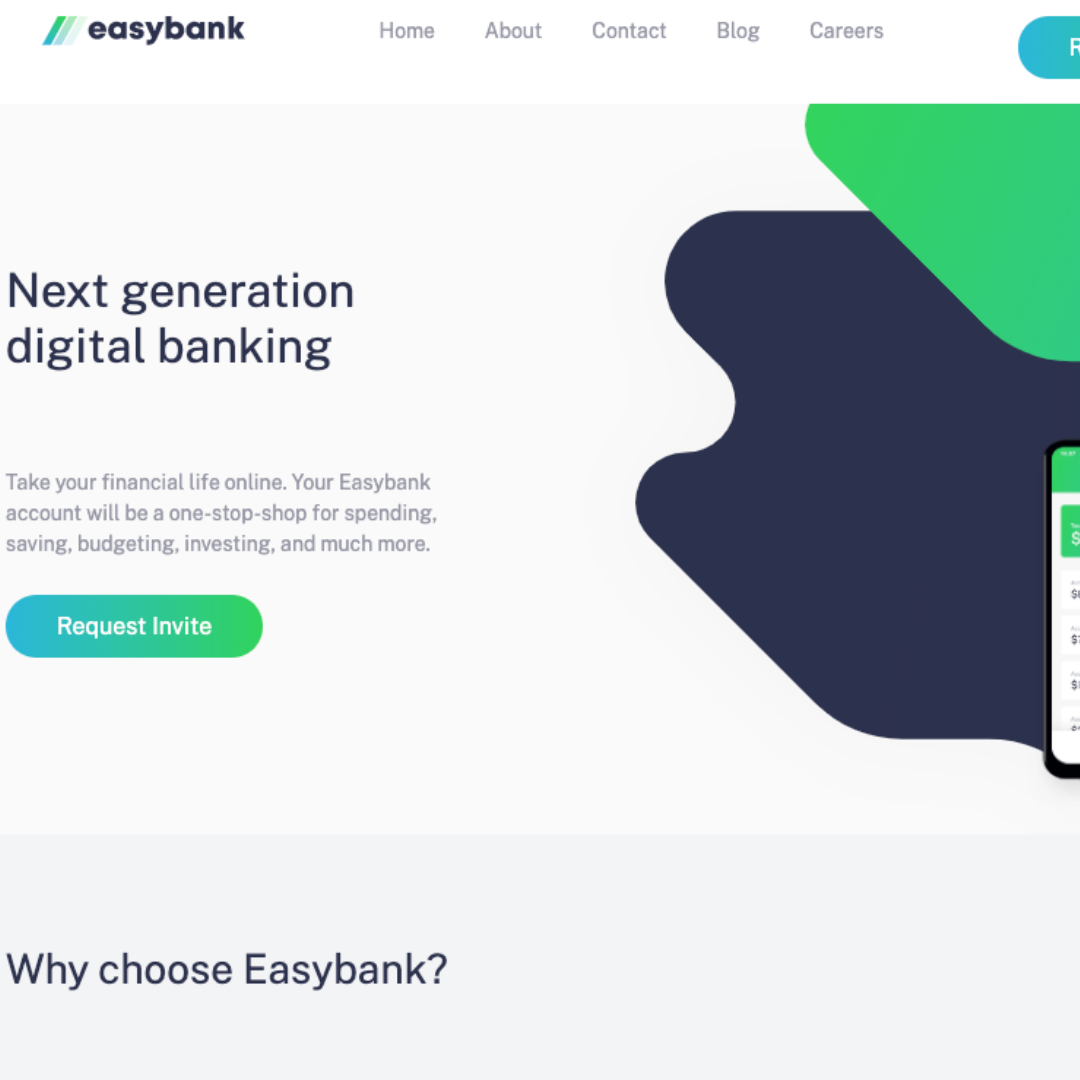 easybank
Home About Contact Blog Careers
Next generation
digital banking
Take your financial life online. Your Easybank
account will be a one-stop-shop for spending,
saving, budgeting, investing, and much more.
Request Invite
Why choose Easybank?